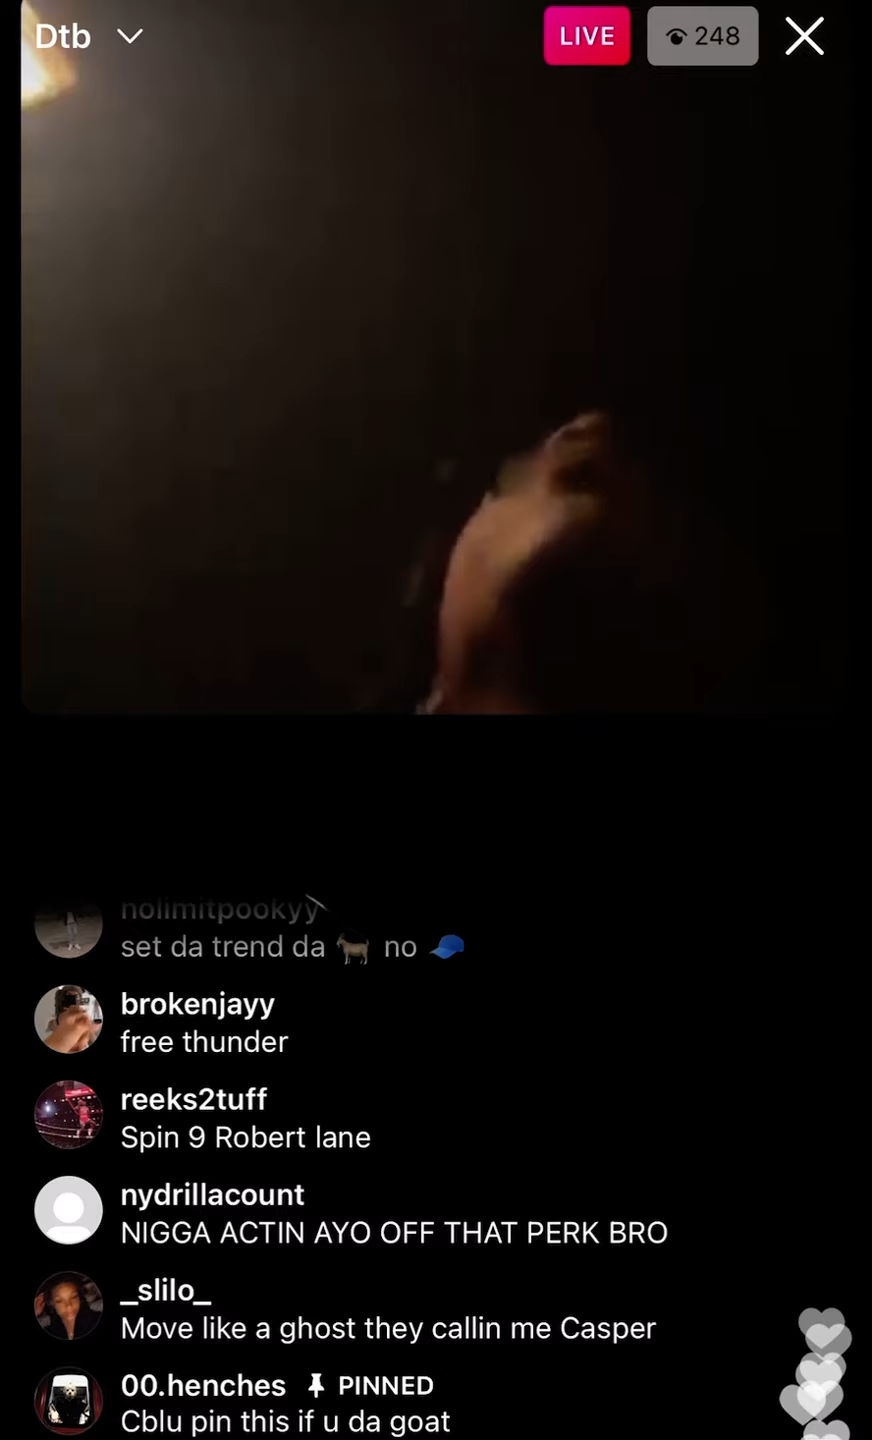 Dtb
LIVE
248
nolimitpookyy
set da trend da 🐐 no 🧢
brokenjayy
free thunder
reeks2tuff
Spin 9 Robert lane
nydrillacount
NIGGA ACTIN AYO OFF THAT PERK BRO
_slilo_
Move like a ghost they callin me Casper
00.henches PINNED
Cblu pin this if u da goat